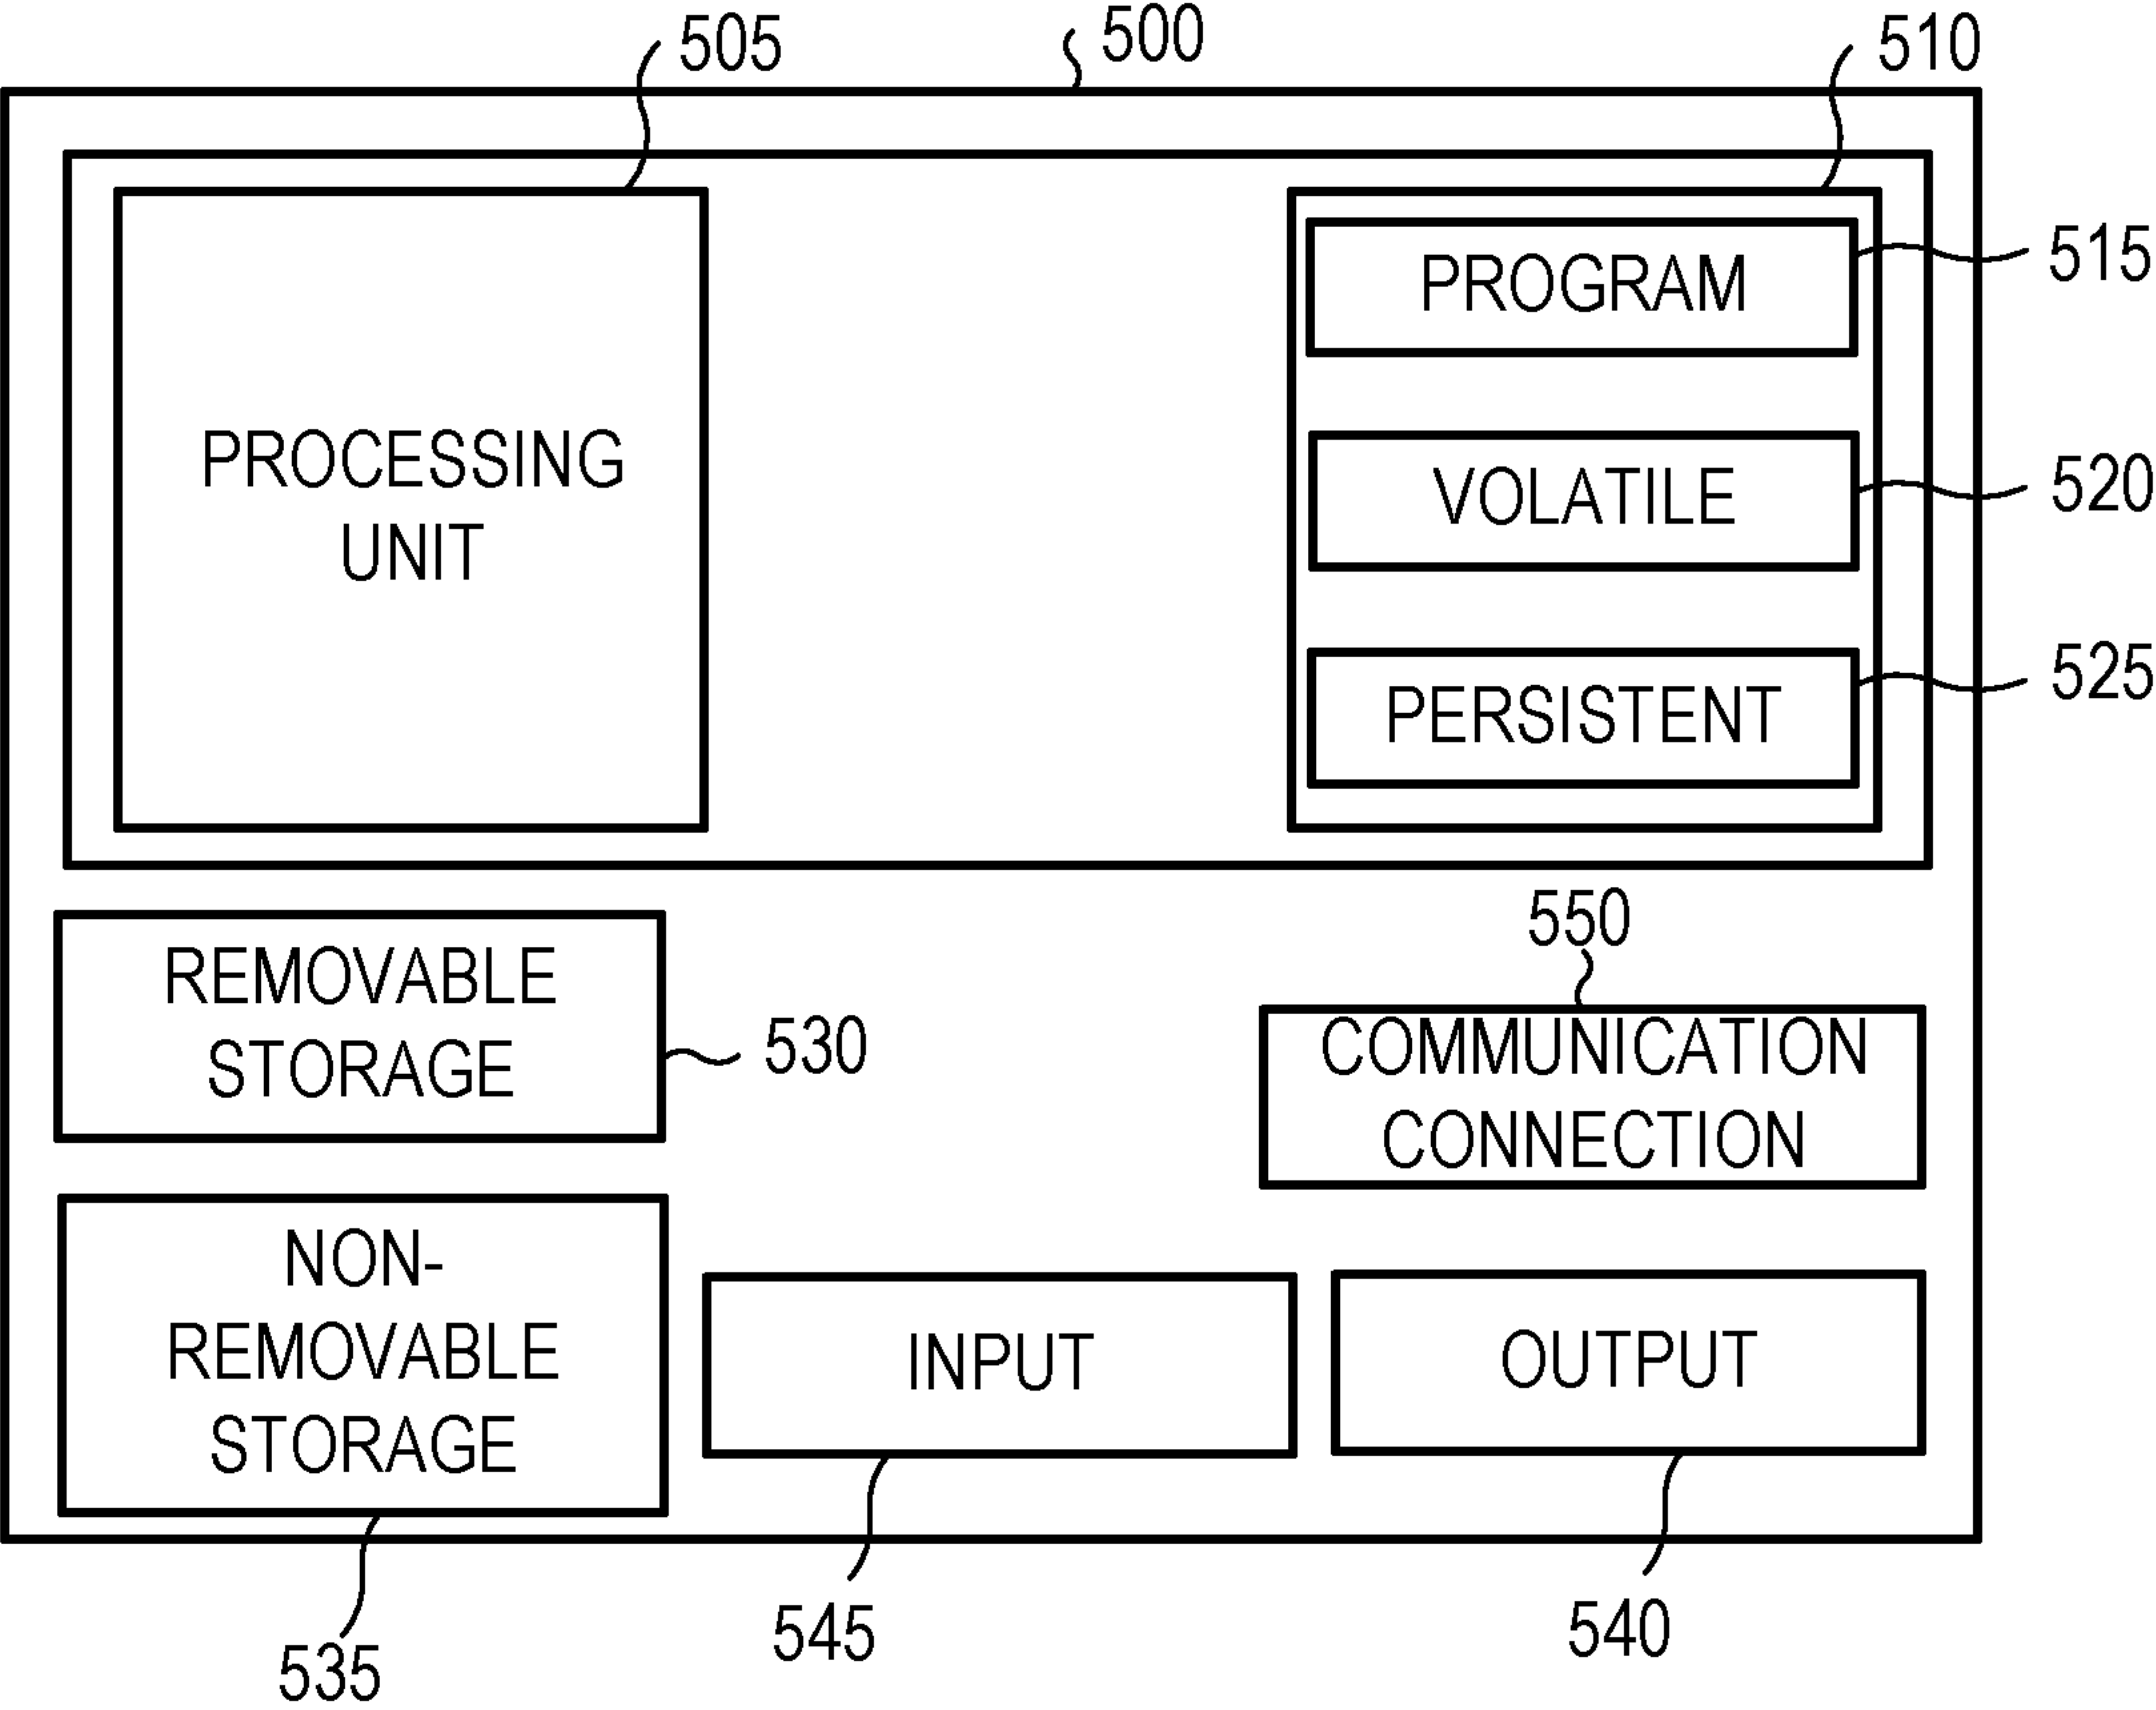 505
500
510
PROGRAM
515
PROCESSING
UNIT
VOLATILE
520
PERSISTENT
525
REMOVABLE
STORAGE
530
550
COMMUNICATION
CONNECTION
NON-
REMOVABLE
STORAGE
INPUT
OUTPUT
535
545
540